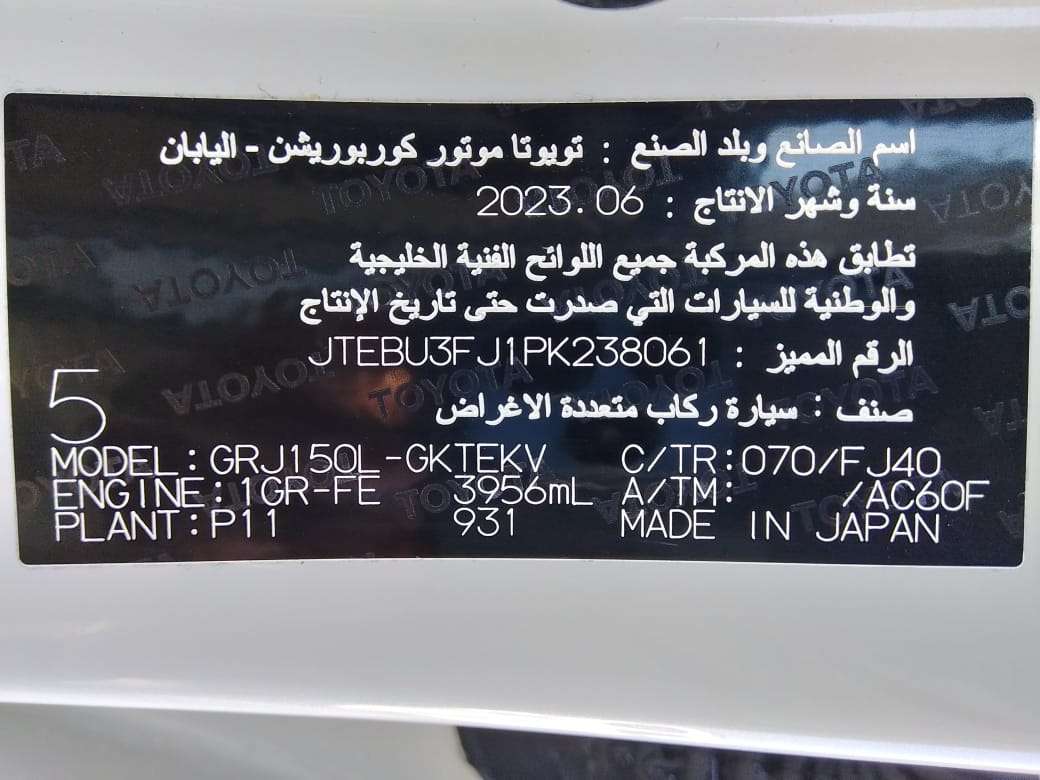 اسم الصانع وبلد الصنع : تويوتا موتور كوربوريشن - اليابان
سنة وشهر الانتاج : 2023.06
تطابق هذه المركبة جميع اللوائح الفنية الخليجية
والوطنية للسيارات التي صدرت حتى تاريخ الإنتاج
الرقم المميز : JTEBU3FJ1PK238061
صنف : سيارة ركاب متعددة الاغراض
5
MODEL:GRJ150L-GKTEKV C/TR:070/FJ40
ENGINE:1GR-FE 3956mL A/TM: /AC60F
PLANT:P11 931 MADE IN JAPAN